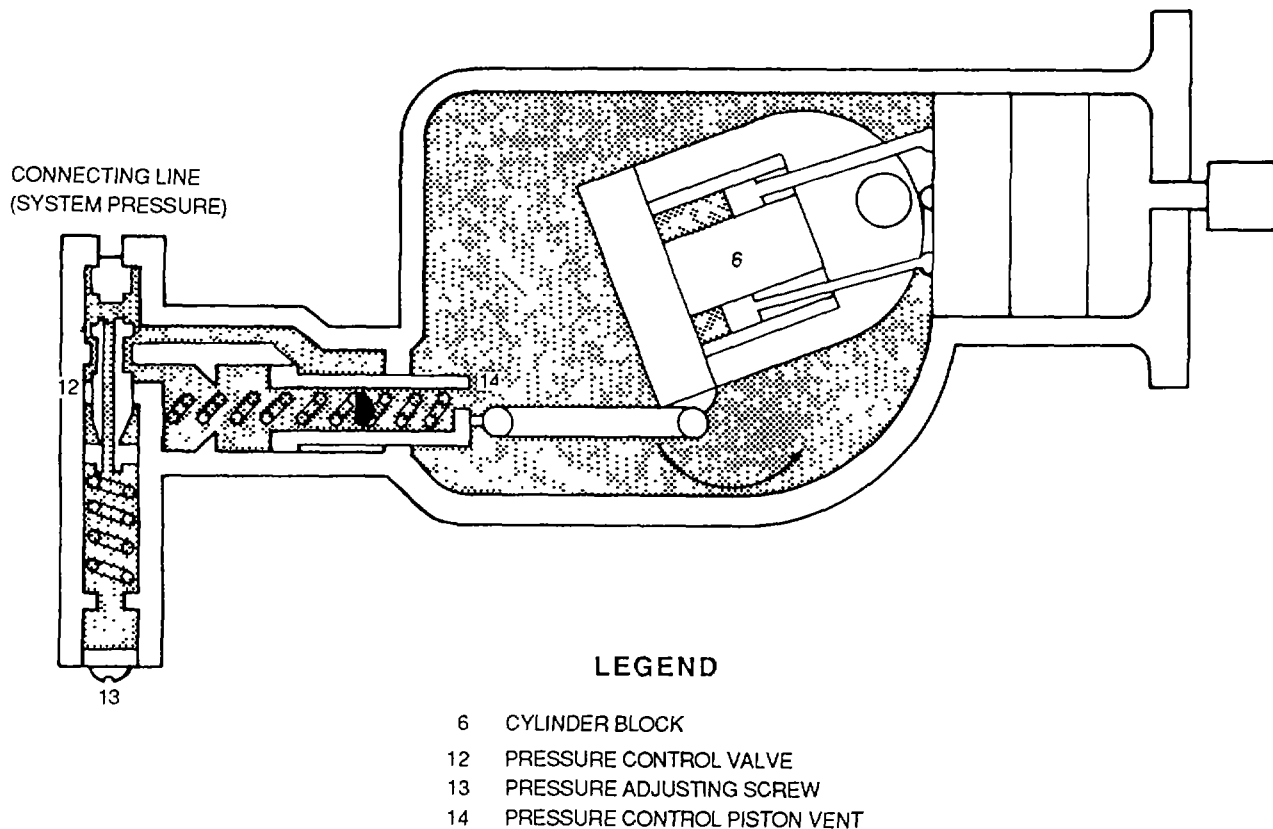 CONNECTING LINE
(SYSTEM PRESSURE)
6
12
14
13
LEGEND
6 CYLINDER BLOCK
12 PRESSURE CONTROL VALVE
13 PRESSURE ADJUSTING SCREW
14 PRESSURE CONTROL PISTON VENT